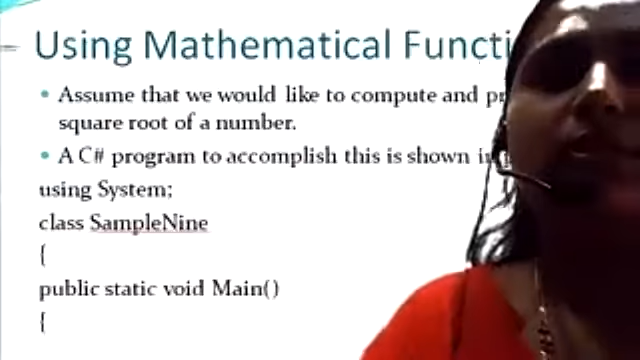 Using Mathematical Functi
Assume that we would like to compute and pr
square root of a number.
A C# program to accomplish this is shown in
using System;
class SampleNine
{
public static void Main()
{